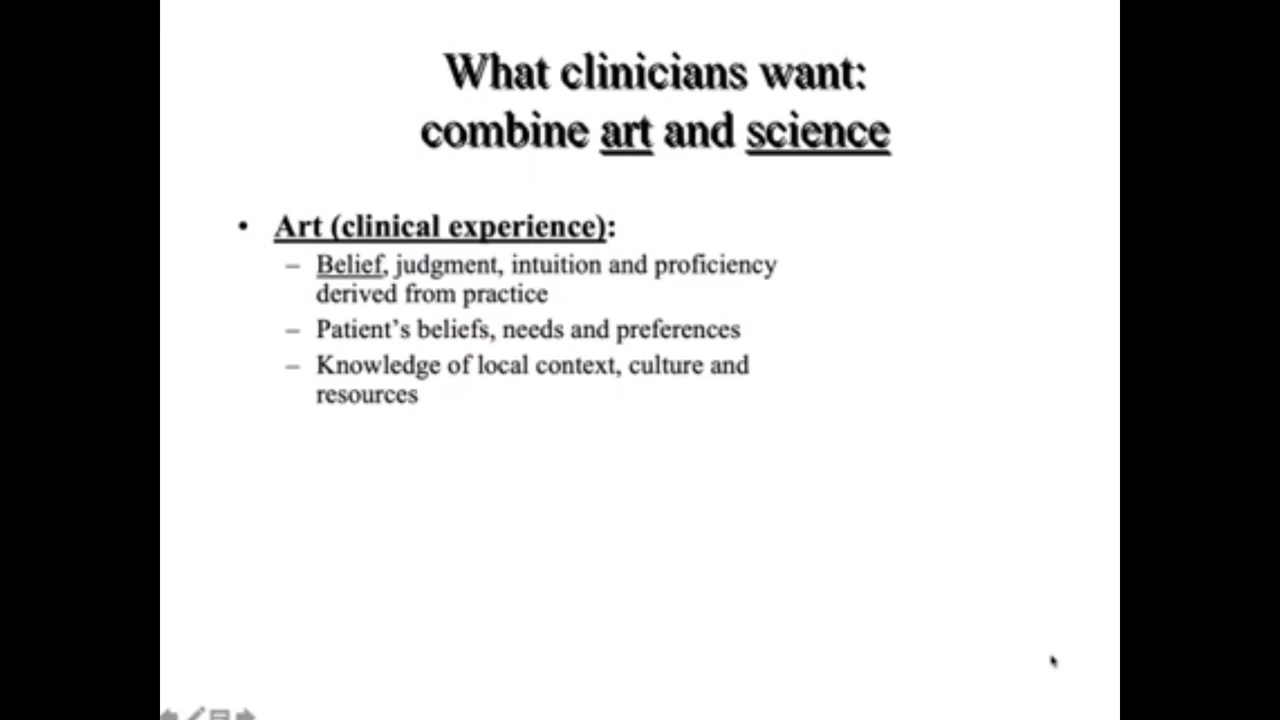 What clinicians want:
combine art and science
• Art (clinical experience):
– Belief, judgment, intuition and proficiency
derived from practice
– Patient’s beliefs, needs and preferences
– Knowledge of local context, culture and
resources